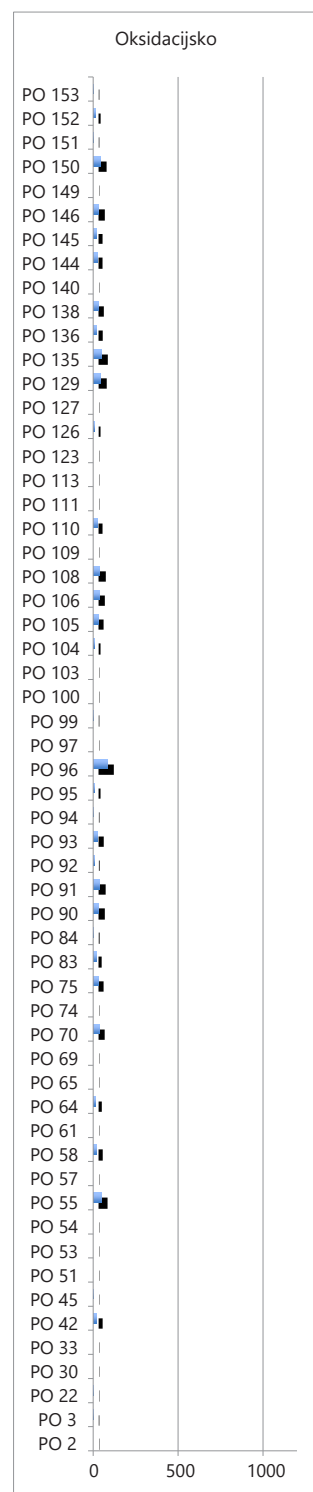 Oksidacijsko
PO 153
PO 152
PO 151
PO 150
PO 149
PO 146
PO 145
PO 144
PO 140
PO 138
PO 136
PO 135
PO 129
PO 127
PO 126
PO 123
PO 113
PO 111
PO 110
PO 109
PO 108
PO 106
PO 105
PO 104
PO 103
PO 100
PO 99
PO 97
PO 96
PO 95
PO 94
PO 93
PO 92
PO 91
PO 90
PO 84
PO 83
PO 75
PO 74
PO 70
PO 69
PO 65
PO 64
PO 61
PO 58
PO 57
PO 55
PO 54
PO 53
PO 51
PO 45
PO 42
PO 33
PO 30
PO 22
PO 3
PO 2
0 500 1000